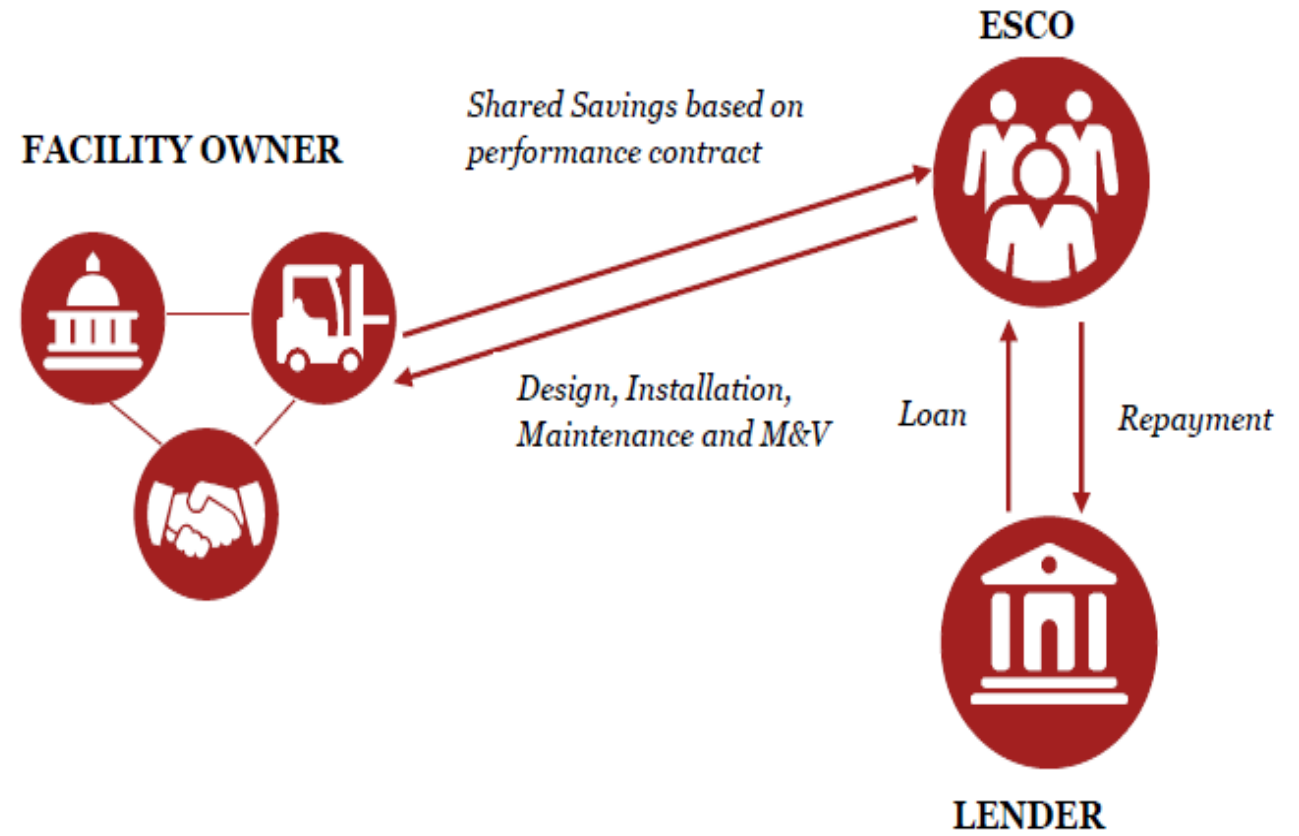 ESCO
Shared Savings based on
performance contract
FACILITY OWNER
Design, Installation,
Maintenance and M&V
Loan
Repayment
LENDER